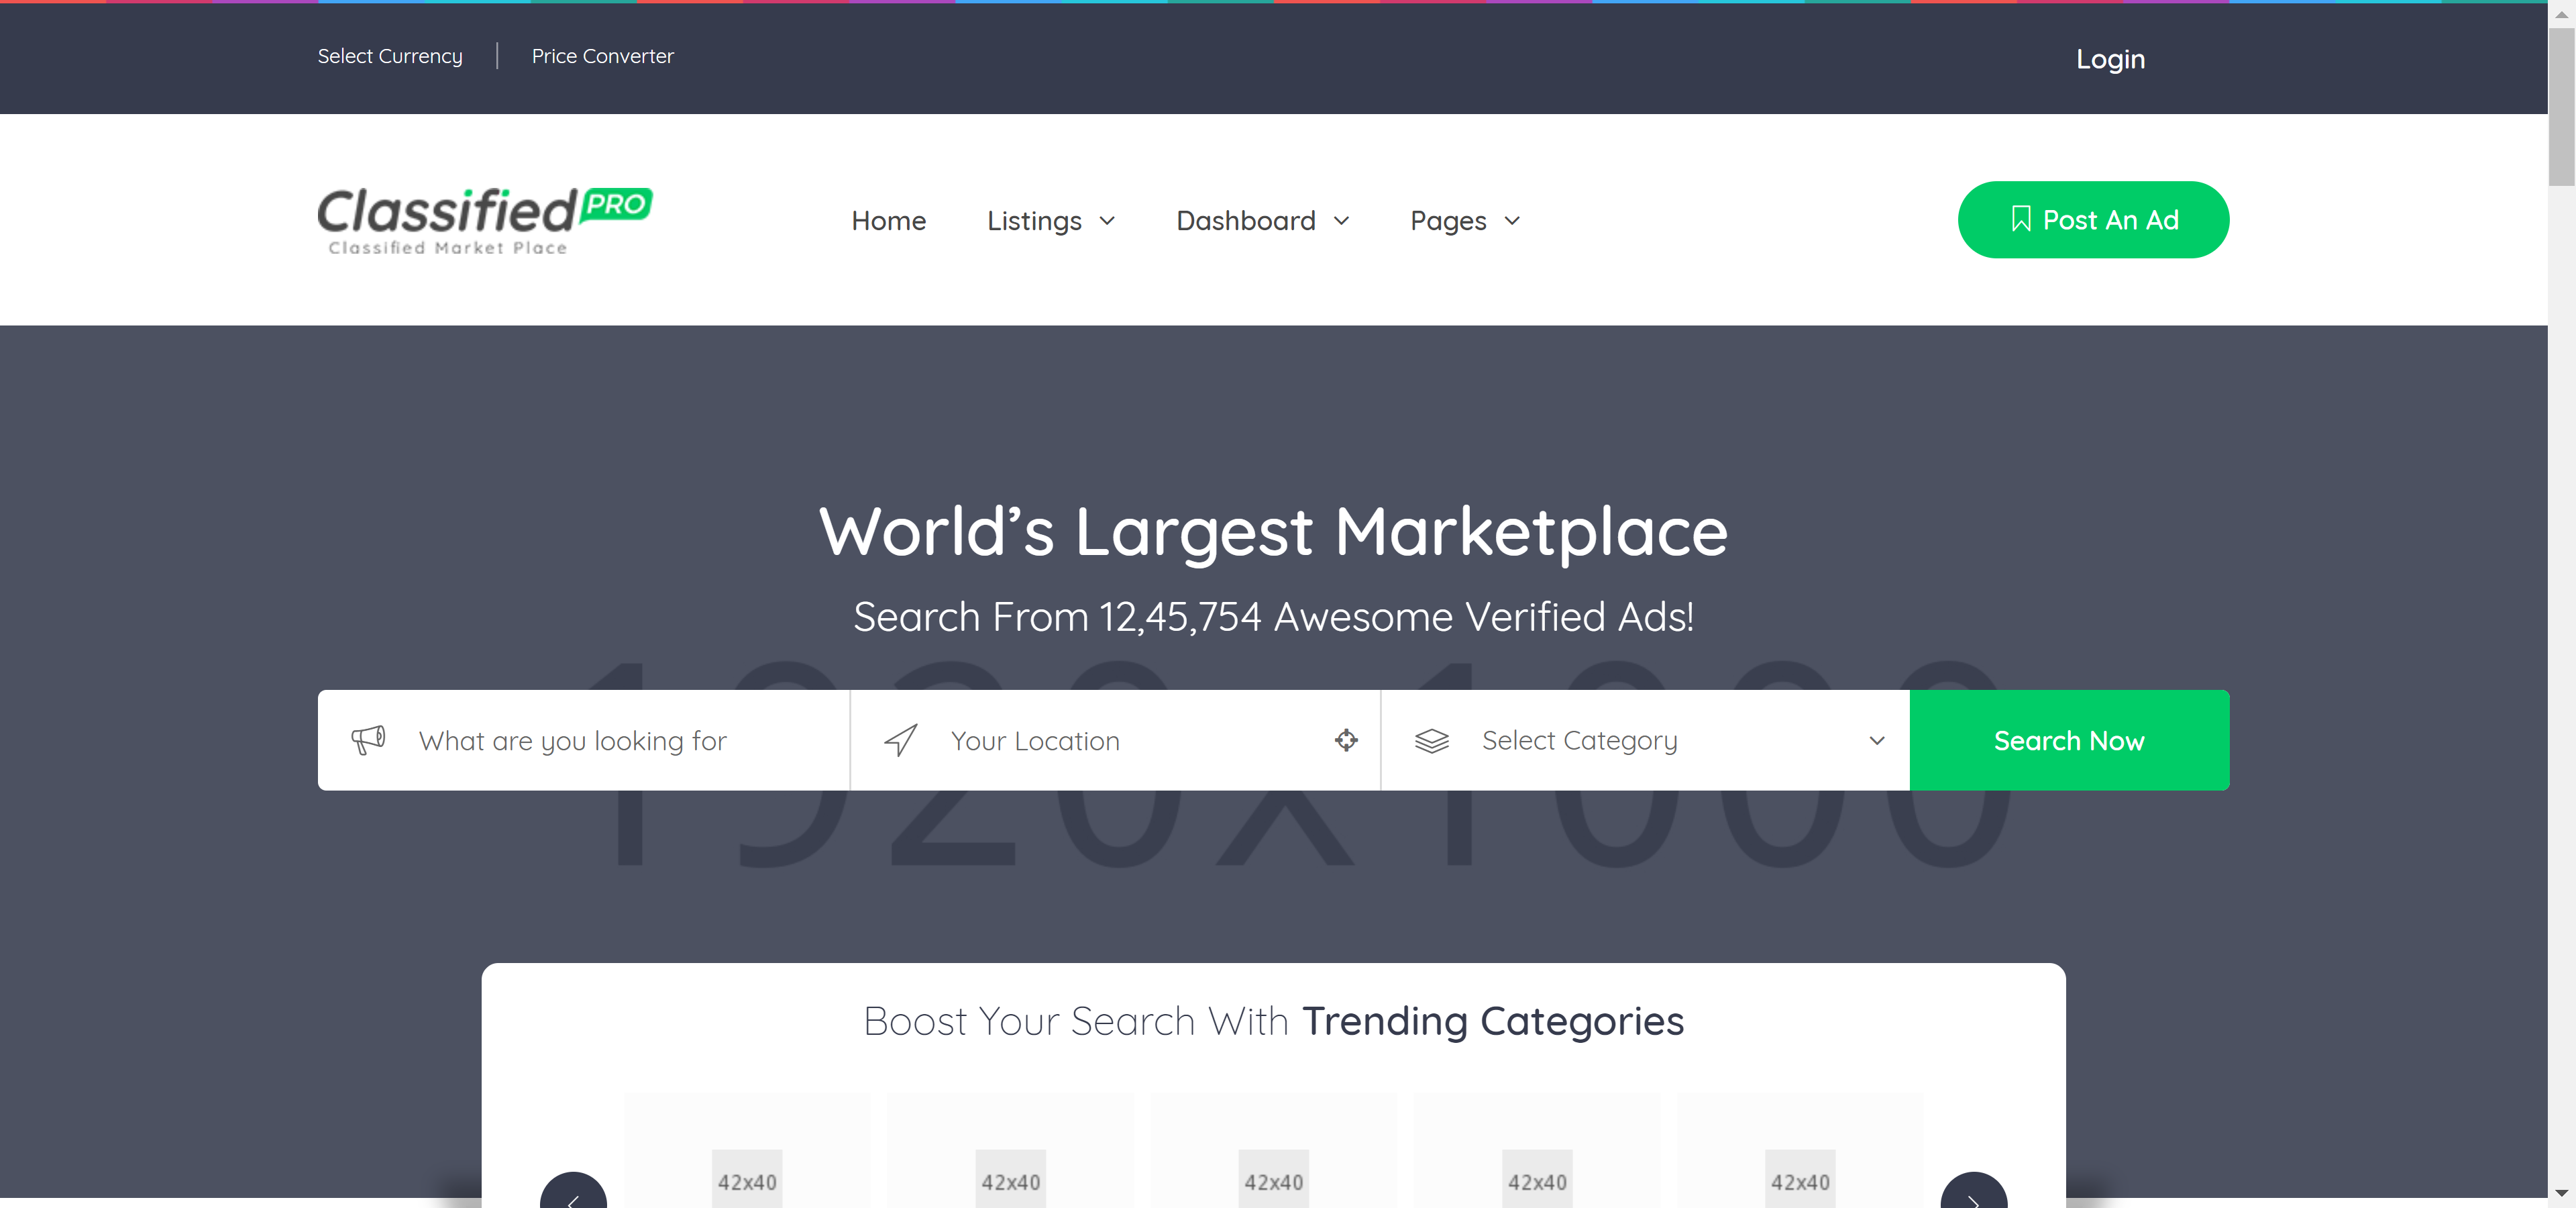 Select Currency
Price Converter
Login
Classified PRO
Classified Market Place
Home
Listings
Dashboard
Pages
Post An Ad
World’s Largest Marketplace
Search From 12,45,754 Awesome Verified Ads!
1920x1000
What are you looking for
Your Location
Select Category
Search Now
Boost Your Search With Trending Categories
42x40
42x40
42x40
42x40
42x40